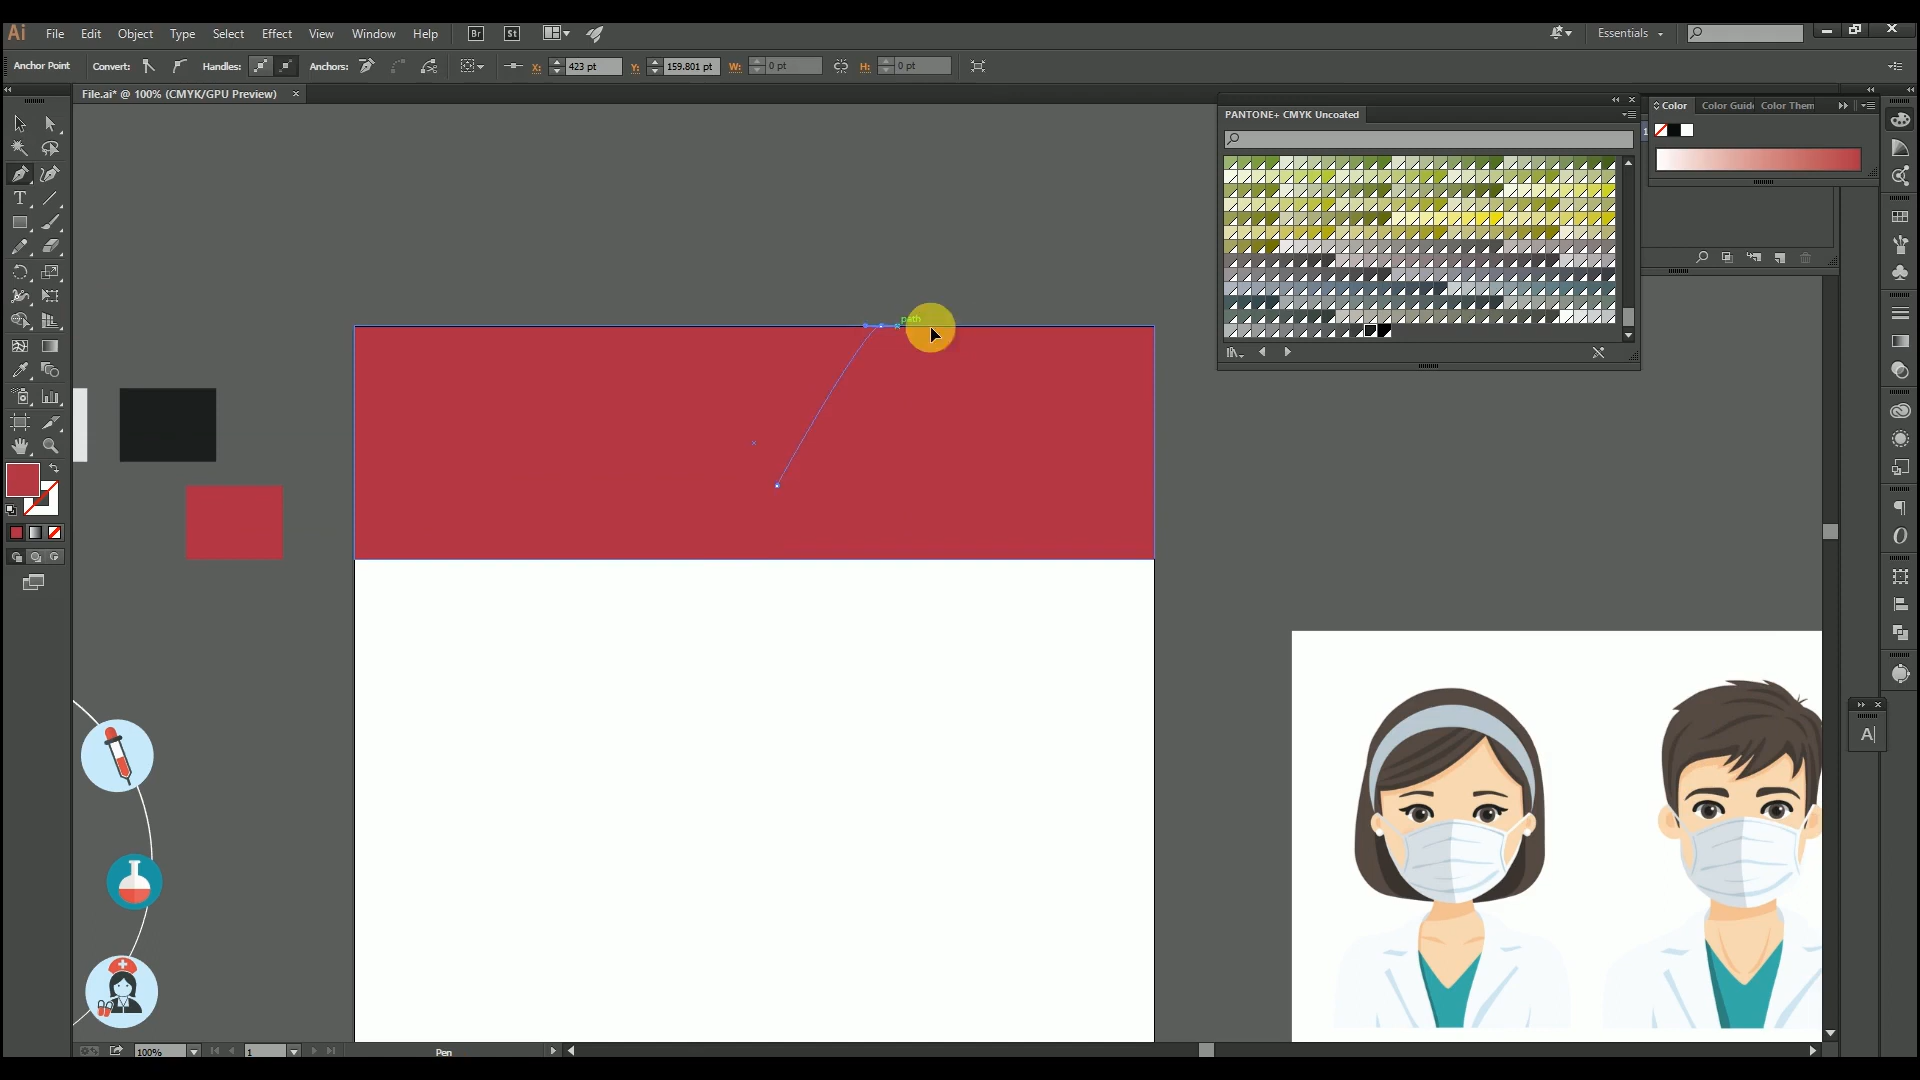 Ai File Edit Object Type Select Effect View Window Help Br St Essentials
Anchor Point Convert: Handles: Anchors: X: 423 pt Y: 159.801 pt W: 0 pt H: 0 pt
File.ai* @ 100% (CMYK/GPU Preview) ×
PANTONE+ CMYK Uncoated
Color Color Guide Color Them
path
A
100% 1 Pen